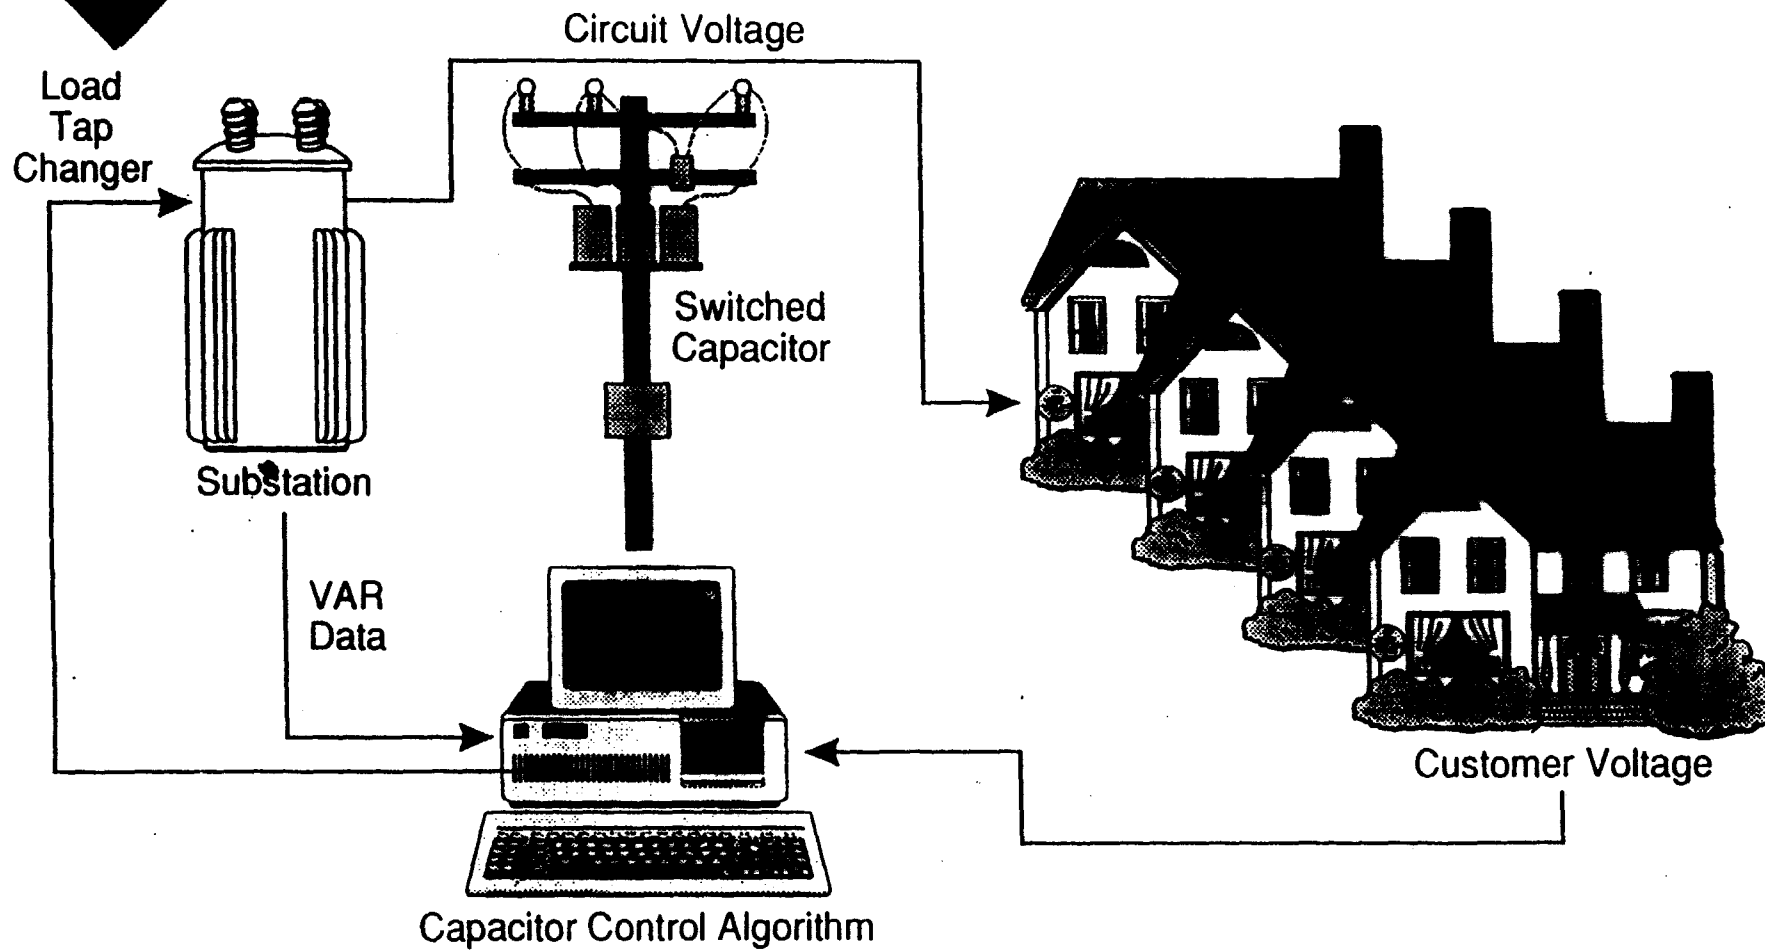 Circuit Voltage
Load
Tap
Changer
Switched
Capacitor
Substation
VAR
Data
Customer Voltage
Capacitor Control Algorithm